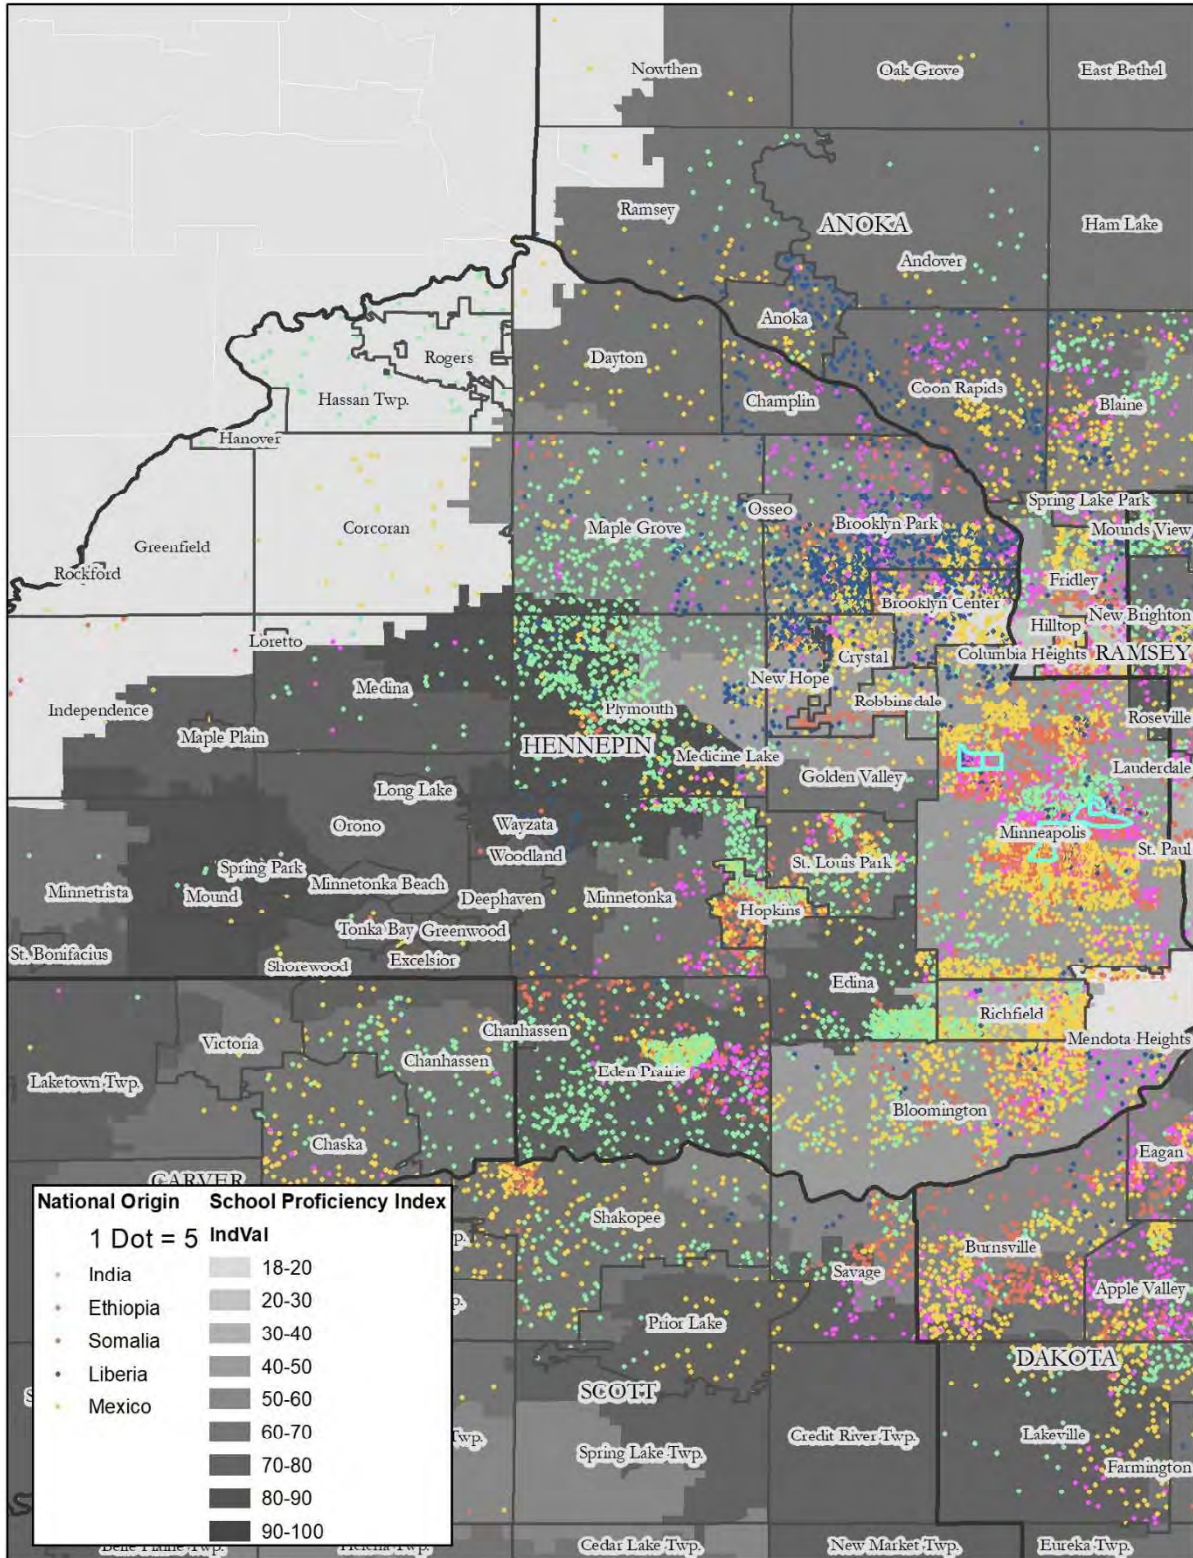 Nowthen
Oak Grove
East Bethel
Ramsey
ANOKA
Ham Lake
Andover
Anoka
Rogers
Dayton
Coon Rapids
Hassan Twp.
Champlin
Blaine
Hanover
Spring Lake Park
Osseo
Corcoran
Maple Grove
Brooklyn Park
Mounds View
Greenfield
Rockford
Fridley
Brooklyn Center
New Brighton
Hilltop
Loretto
Crystal
Columbia Heights
RAMSEY
Medina
New Hope
Robbinsdale
Independence
Plymouth
Roseville
Maple Plain
HENNEPIN
Medicine Lake
Golden Valley
Lauderdale
Long Lake
Orono
Wayzata
Minneapolis
St. Paul
Woodland
St. Louis Park
Spring Park
Minnetonka Beach
Minnetrista
Mound
Deephaven
Minnetonka
Hopkins
Tonka Bay
Greenwood
St. Bonifacius
Excelsior
Shorewood
Edina
Richfield
Chanhassen
Victoria
Mendota Heights
Chanhassen
Laketown Twp.
Eden Prairie
Bloomington
Chaska
Eagan
CARVER
National Origin
School Proficiency Index
1 Dot = 5
IndVal
India
Ethiopia
Somalia
Liberia
Mexico
18-20
20-30
30-40
40-50
50-60
60-70
70-80
80-90
90-100
Shakopee
Burnsville
Savage
Apple Valley
Prior Lake
DAKOTA
SCOTT
Credit River Twp.
Lakeville
Twp.
Spring Lake Twp.
Farmington
Cedar Lake Twp.
New Market Twp.
Eureka Twp.